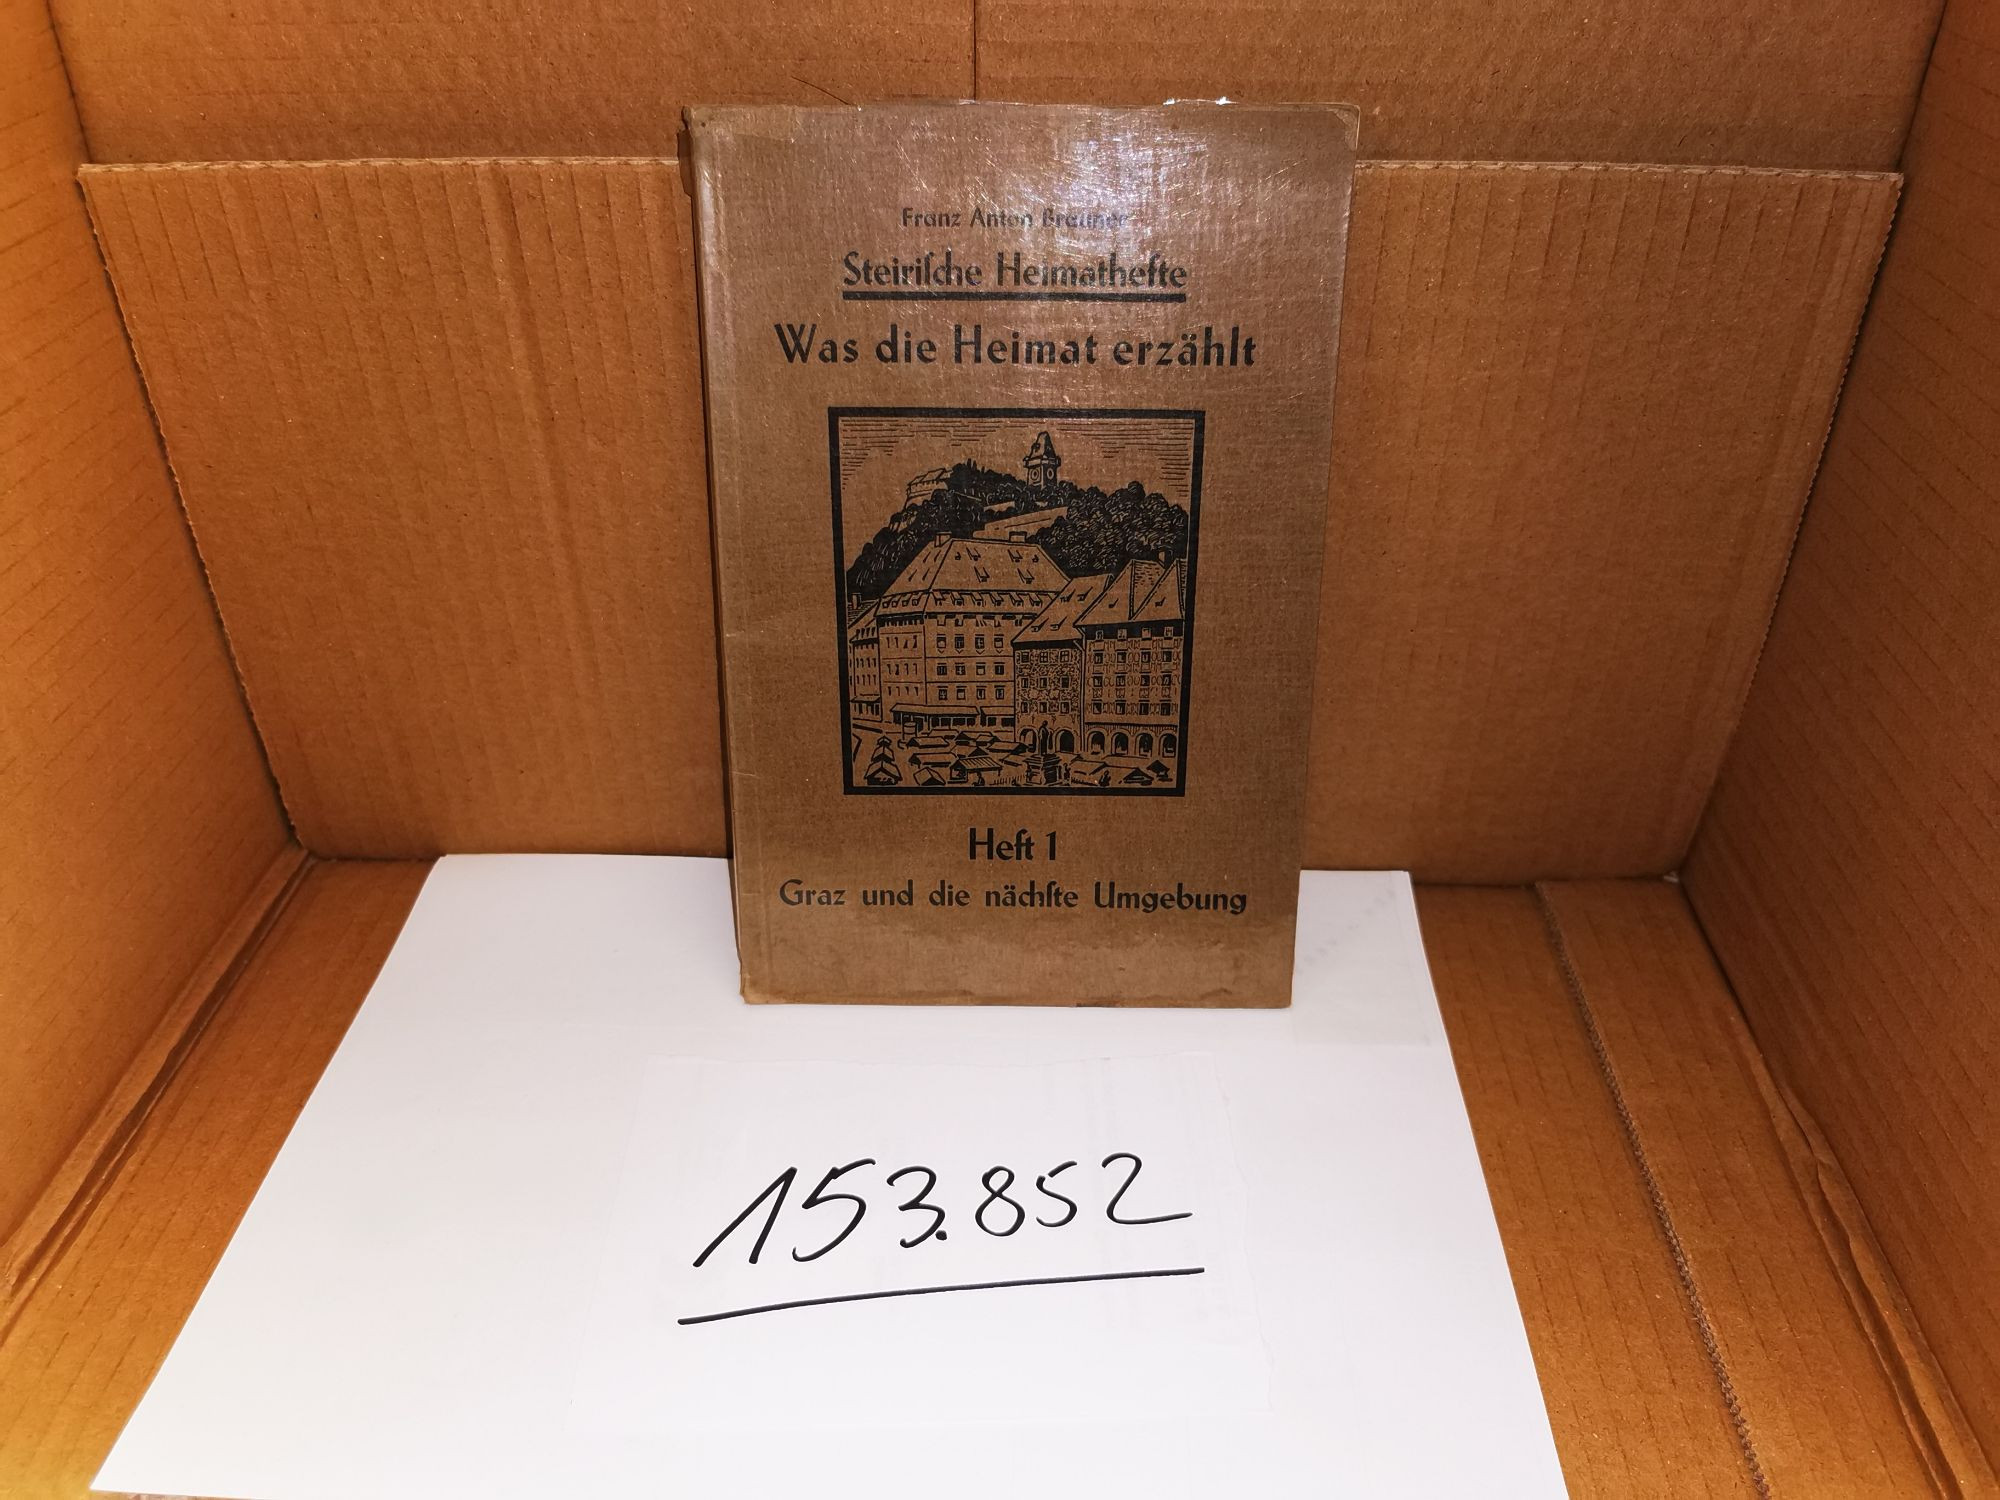 Franz Anton Brauner
Steiriſche Heimathefte
Was die Heimat erzählt
Heft 1
Graz und die nächſte Umgebung
153.852